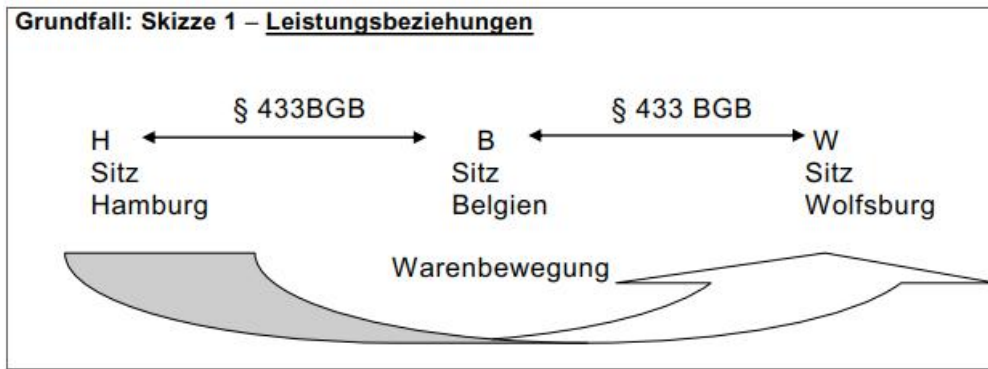 Grundfall: Skizze 1 – Leistungsbeziehungen
§ 433BGB § 433 BGB
H B W
Sitz Sitz Sitz
Hamburg Belgien Wolfsburg
Warenbewegung